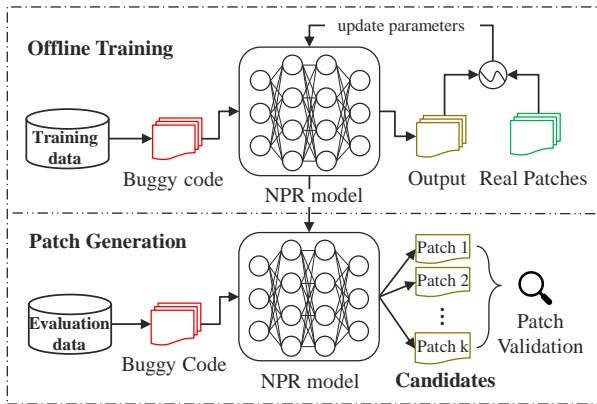 update parameters
Offline Training
Training
data
Buggy code
NPR model
Output
Real Patches
Patch Generation
Evaluation
data
Buggy Code
NPR model
Patch 1
Patch 2
...
Patch k
Candidates
Patch
Validation